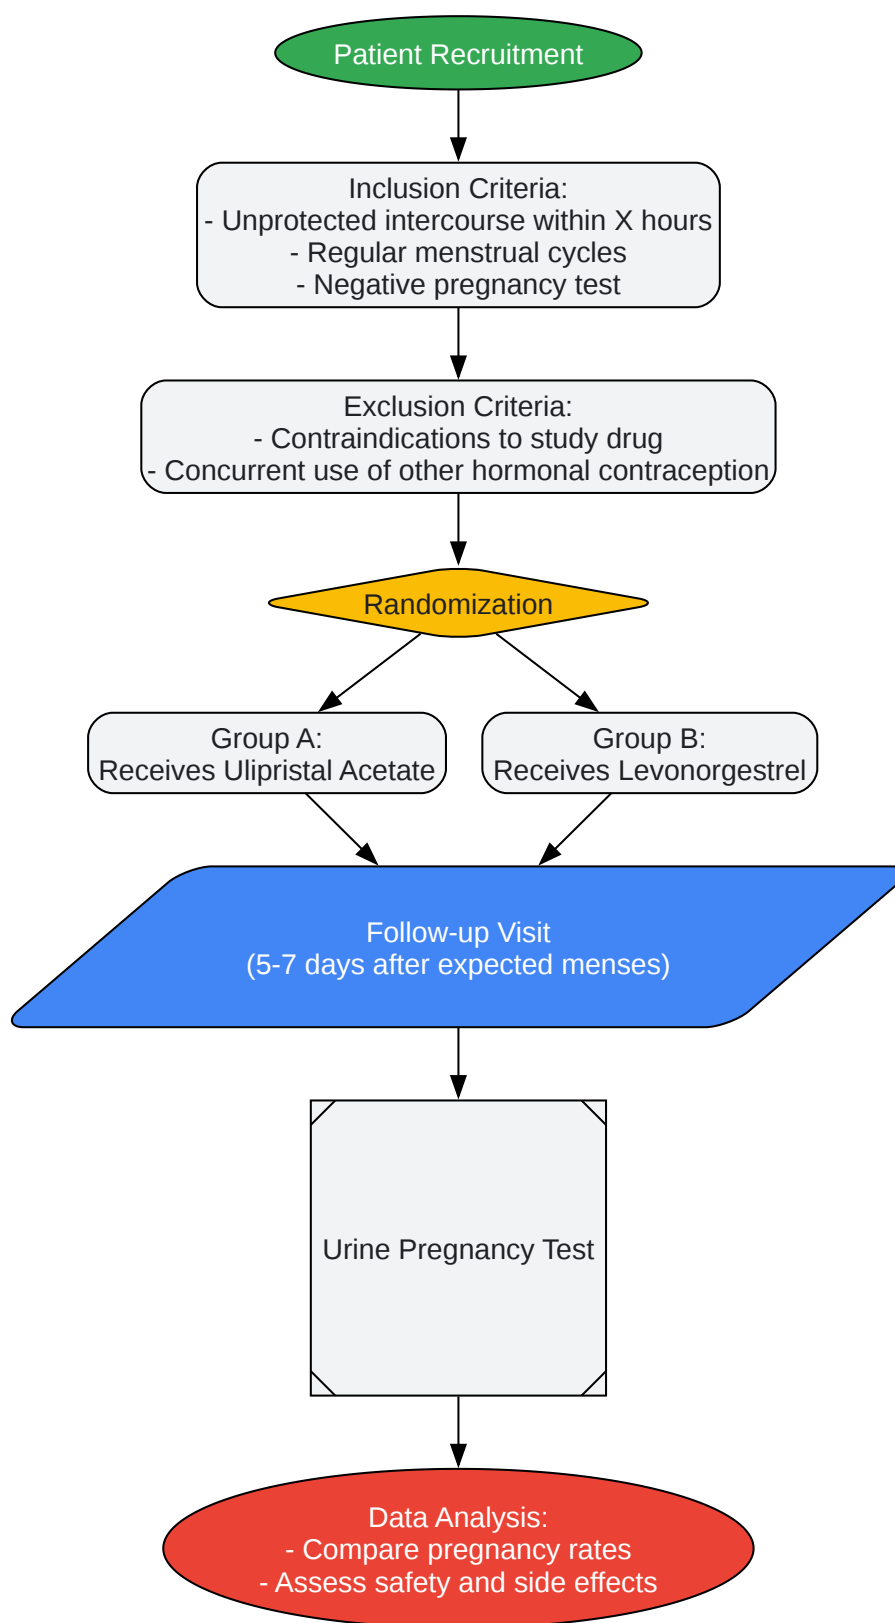 Patient Recruitment
Inclusion Criteria:
- Unprotected intercourse within X hours
- Regular menstrual cycles
- Negative pregnancy test
Exclusion Criteria:
- Contraindications to study drug
- Concurrent use of other hormonal contraception
Randomization
Group A:
Receives Ulipristal Acetate
Group B:
Receives Levonorgestrel
Follow-up Visit
(5-7 days after expected menses)
Urine Pregnancy Test
Data Analysis:
- Compare pregnancy rates
- Assess safety and side effects